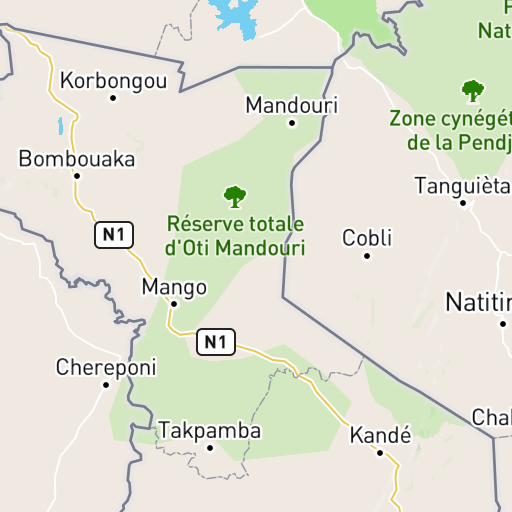 Korbongou
Mandouri
Zone cynégét
de la Pendj
Nat
Bombouaka
Tanguièta
Réserve totale
d'Oti Mandouri
N1
Cobli
Mango
Natitin
N1
Chereponi
Takpamba
Kandé
Cha